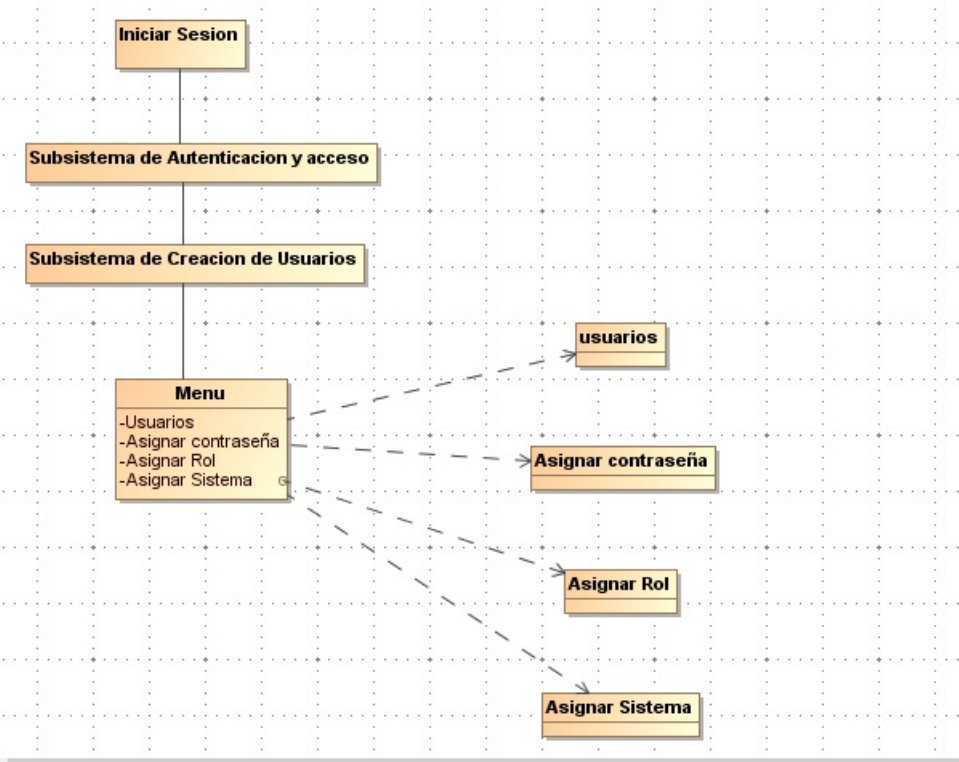 Iniciar Sesion
Subsistema de Autenticacion y acceso
Subsistema de Creacion de Usuarios
Menu
-Usuarios
-Asignar contraseña
-Asignar Rol
-Asignar Sistema
usuarios
Asignar contraseña
Asignar Rol
Asignar Sistema